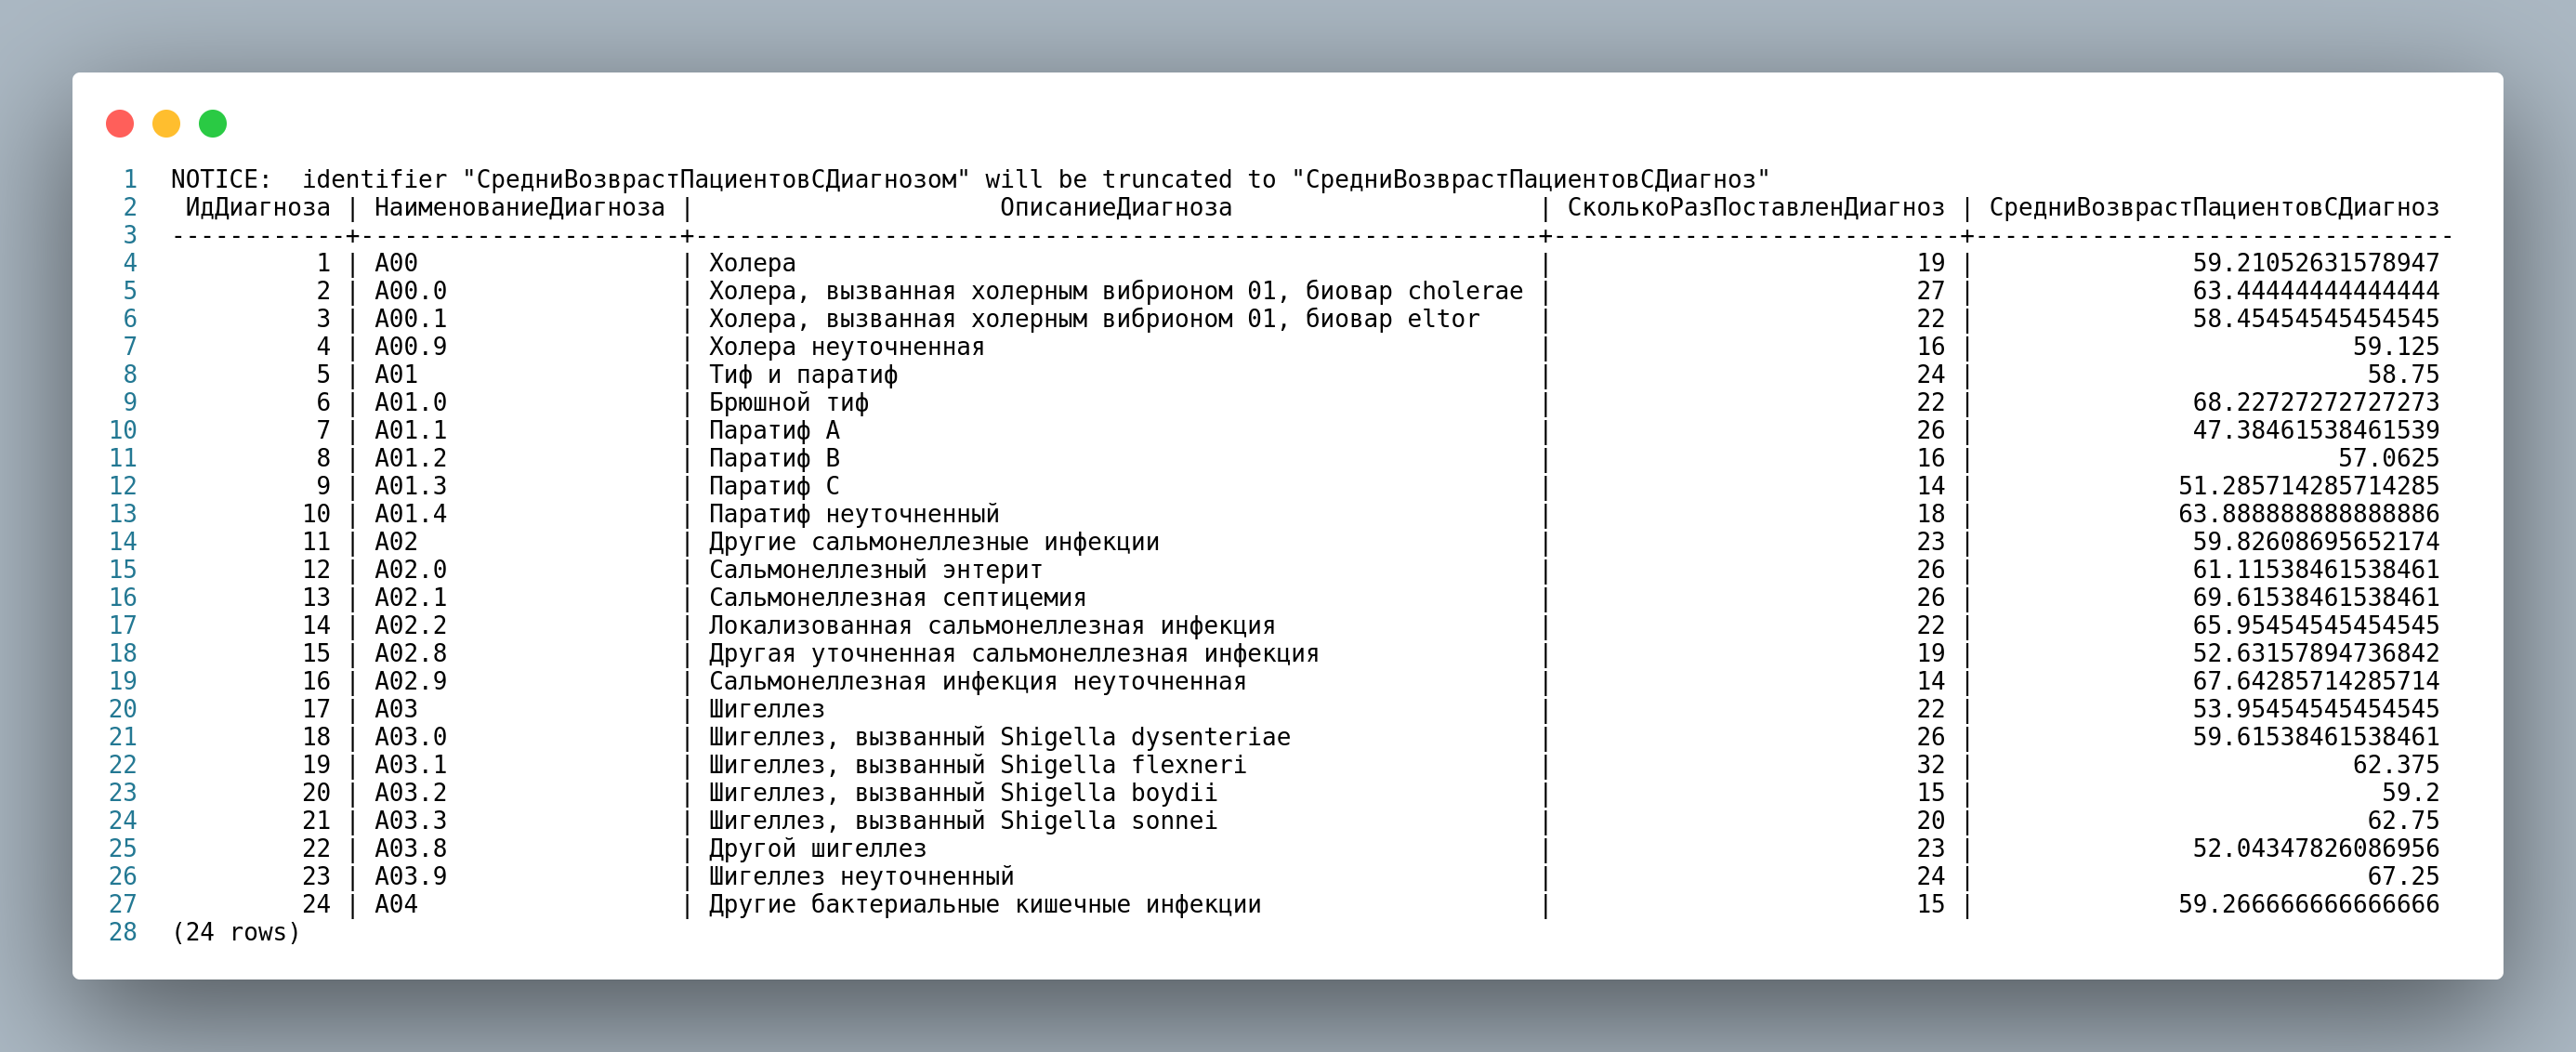 1 NOTICE:  identifier "СредниВозврастПациентовСДиагнозом" will be truncated to "СредниВозврастПациентовСДиагноз"
2  ИдДиагноза | НаименованиеДиагноза |                     ОписаниеДиагноза                     | СколькоРазПоставленДиагноз | СредниВозврастПациентовСДиагноз
3 ------------+----------------------+----------------------------------------------------------+----------------------------+---------------------------------
4           1 | A00                  | Холера                                                   |                         19 |               59.21052631578947
5           2 | A00.0                | Холера, вызванная холерным вибрионом 01, биовар cholerae |                         27 |               63.44444444444444
6           3 | A00.1                | Холера, вызванная холерным вибрионом 01, биовар eltor    |                         22 |               58.45454545454545
7           4 | A00.9                | Холера неуточненная                                      |                         16 |                          59.125
8           5 | A01                  | Тиф и паратиф                                            |                         24 |                           58.75
9           6 | A01.0                | Брюшной тиф                                              |                         22 |               68.22727272727273
10           7 | A01.1                | Паратиф A                                                |                         26 |               47.38461538461539
11           8 | A01.2                | Паратиф B                                                |                         16 |                         57.0625
12           9 | A01.3                | Паратиф C                                                |                         14 |              51.285714285714285
13          10 | A01.4                | Паратиф неуточненный                                     |                         18 |              63.888888888888886
14          11 | A02                  | Другие сальмонеллезные инфекции                          |                         23 |               59.82608695652174
15          12 | A02.0                | Сальмонеллезный энтерит                                  |                         26 |               61.11538461538461
16          13 | A02.1                | Сальмонеллезная септицемия                               |                         26 |               69.61538461538461
17          14 | A02.2                | Локализованная сальмонеллезная инфекция                  |                         22 |               65.95454545454545
18          15 | A02.8                | Другая уточненная сальмонеллезная инфекция               |                         19 |               52.63157894736842
19          16 | A02.9                | Сальмонеллезная инфекция неуточненная                    |                         14 |               67.64285714285714
20          17 | A03                  | Шигеллез                                                 |                         22 |               53.95454545454545
21          18 | A03.0                | Шигеллез, вызванный Shigella dysenteriae                 |                         26 |               59.61538461538461
22          19 | A03.1                | Шигеллез, вызванный Shigella flexneri                    |                         32 |                          62.375
23          20 | A03.2                | Шигеллез, вызванный Shigella boydii                      |                         15 |                            59.2
24          21 | A03.3                | Шигеллез, вызванный Shigella sonnei                      |                         20 |                           62.75
25          22 | A03.8                | Другой шигеллез                                          |                         23 |               52.04347826086956
26          23 | A03.9                | Шигеллез неуточненный                                    |                         24 |                           67.25
27          24 | A04                  | Другие бактериальные кишечные инфекции                   |                         15 |              59.266666666666666
28 (24 rows)